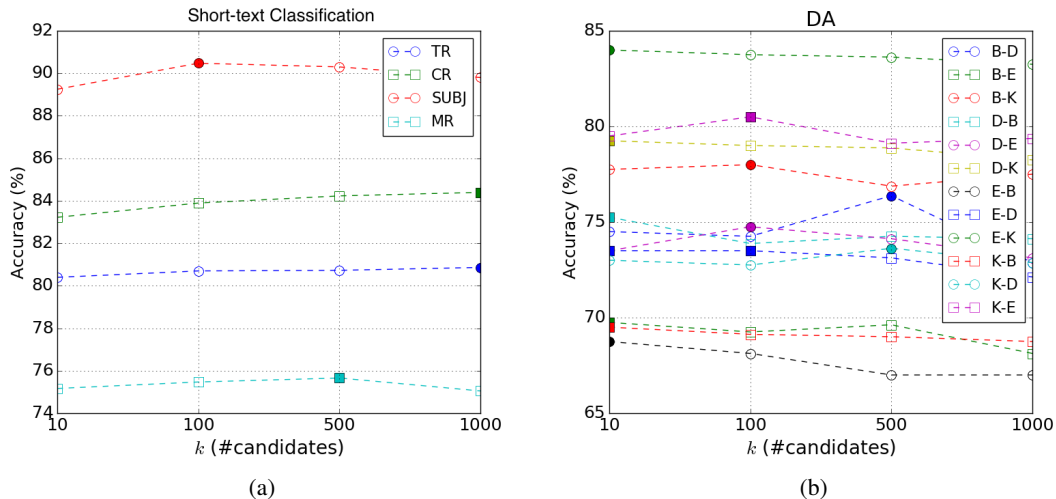 Short-text Classification
92
90
88
86
84
82
80
78
76
74
Accuracy (%)
TR
CR
SUBJ
MR
10
100
500
1000
k (#candidates)
(a)
DA
85
80
75
70
65
Accuracy (%)
B-D
B-E
B-K
D-B
D-E
D-K
E-B
E-D
E-K
K-B
K-D
K-E
10
100
500
1000
k (#candidates)
(b)